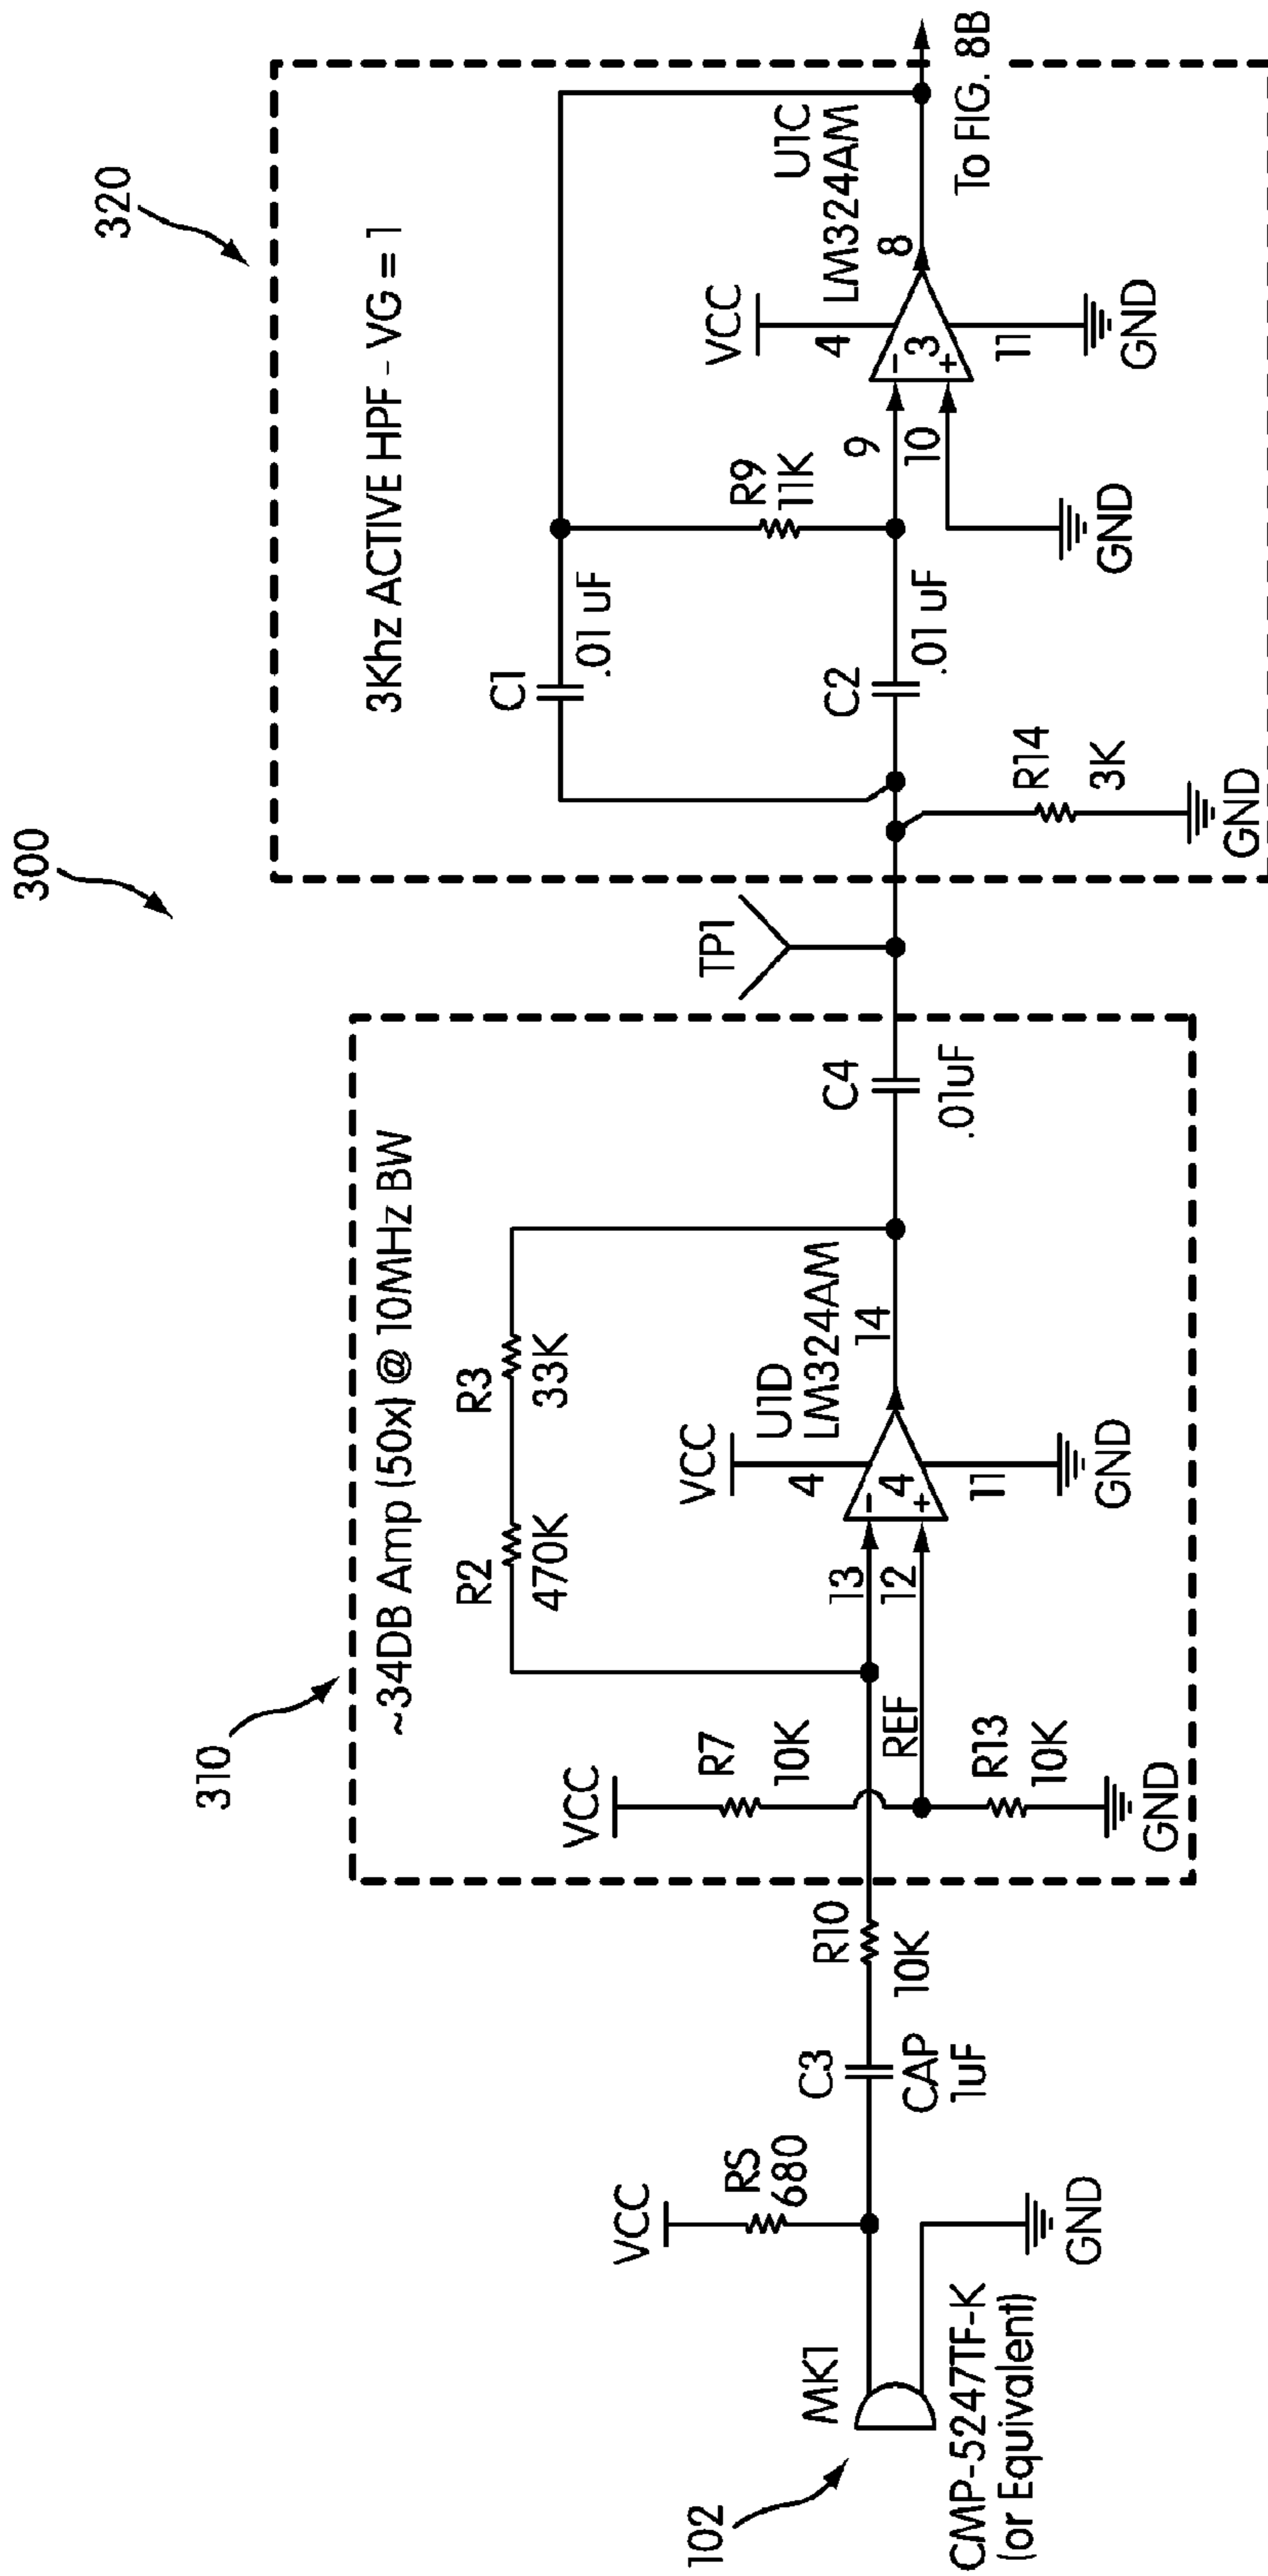 300
310
320
~34DB Amp (50x) @ 10MHz BW
3Khz ACTIVE HPF - VG = 1
102
MK1
CMP-5247TF-K
(or Equivalent)
GND
VCC
RS
680
C3
CAP
1uF
R10
10K
VCC
R7
10K
REF
R13
10K
GND
R2
470K
R3
33K
13
12
VCC
4
-
4
+
11
GND
U1D
LM324AM
14
C4
.01uF
TP1
R14
3K
GND
C1
.01 uF
C2
.01 uF
R9
11K
9
10
GND
VCC
4
-
3
+
11
GND
8
U1C
LM324AM
To FIG. 8B